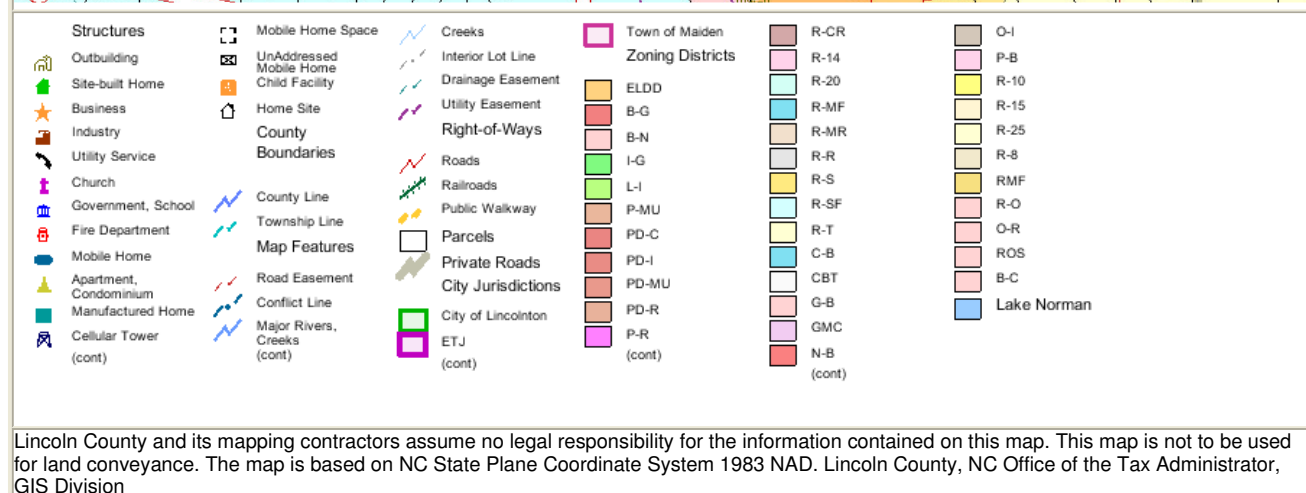 Structures
Outbuilding
Site-built Home
Business
Industry
Utility Service
Church
Government, School
Fire Department
Mobile Home
Apartment,
Condominium
Manufactured Home
Cellular Tower
(cont)
Mobile Home Space
UnAddressed
Mobile Home
Child Facility
Home Site
County
Boundaries
County Line
Township Line
Map Features
Road Easement
Conflict Line
Major Rivers,
Creeks
(cont)
Creeks
Interior Lot Line
Drainage Easement
Utility Easement
Right-of-Ways
Roads
Railroads
Public Walkway
Parcels
Private Roads
City Jurisdictions
City of Lincolnton
ETJ
(cont)
Town of Maiden
Zoning Districts
ELDD
B-G
B-N
I-G
L-I
P-MU
PD-C
PD-I
PD-MU
PD-R
P-R
(cont)
R-CR
R-14
R-20
R-MF
R-MR
R-R
R-S
R-SF
R-T
C-B
CBT
G-B
GMC
N-B
(cont)
O-I
P-B
R-10
R-15
R-25
R-8
RMF
R-O
O-R
ROS
B-C
Lake Norman
Lincoln County and its mapping contractors assume no legal responsibility for the information contained on this map. This map is not to be used
for land conveyance. The map is based on NC State Plane Coordinate System 1983 NAD. Lincoln County, NC Office of the Tax Administrator,
GIS Division